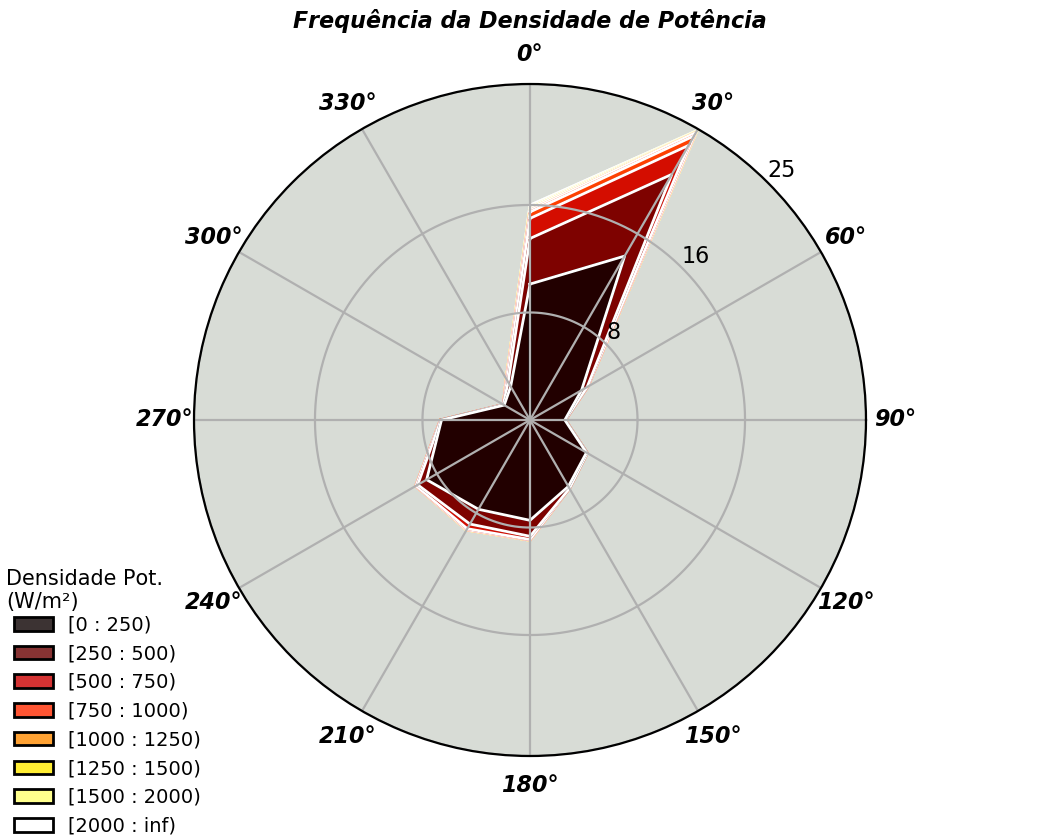 Frequência da Densidade de Potência
0°
330°
30°
25
300°
60°
16
8
270°
90°
240°
120°
210°
150°
180°
Densidade Pot.
(W/m²)
[0 : 250)
[250 : 500)
[500 : 750)
[750 : 1000)
[1000 : 1250)
[1250 : 1500)
[1500 : 2000)
[2000 : inf)